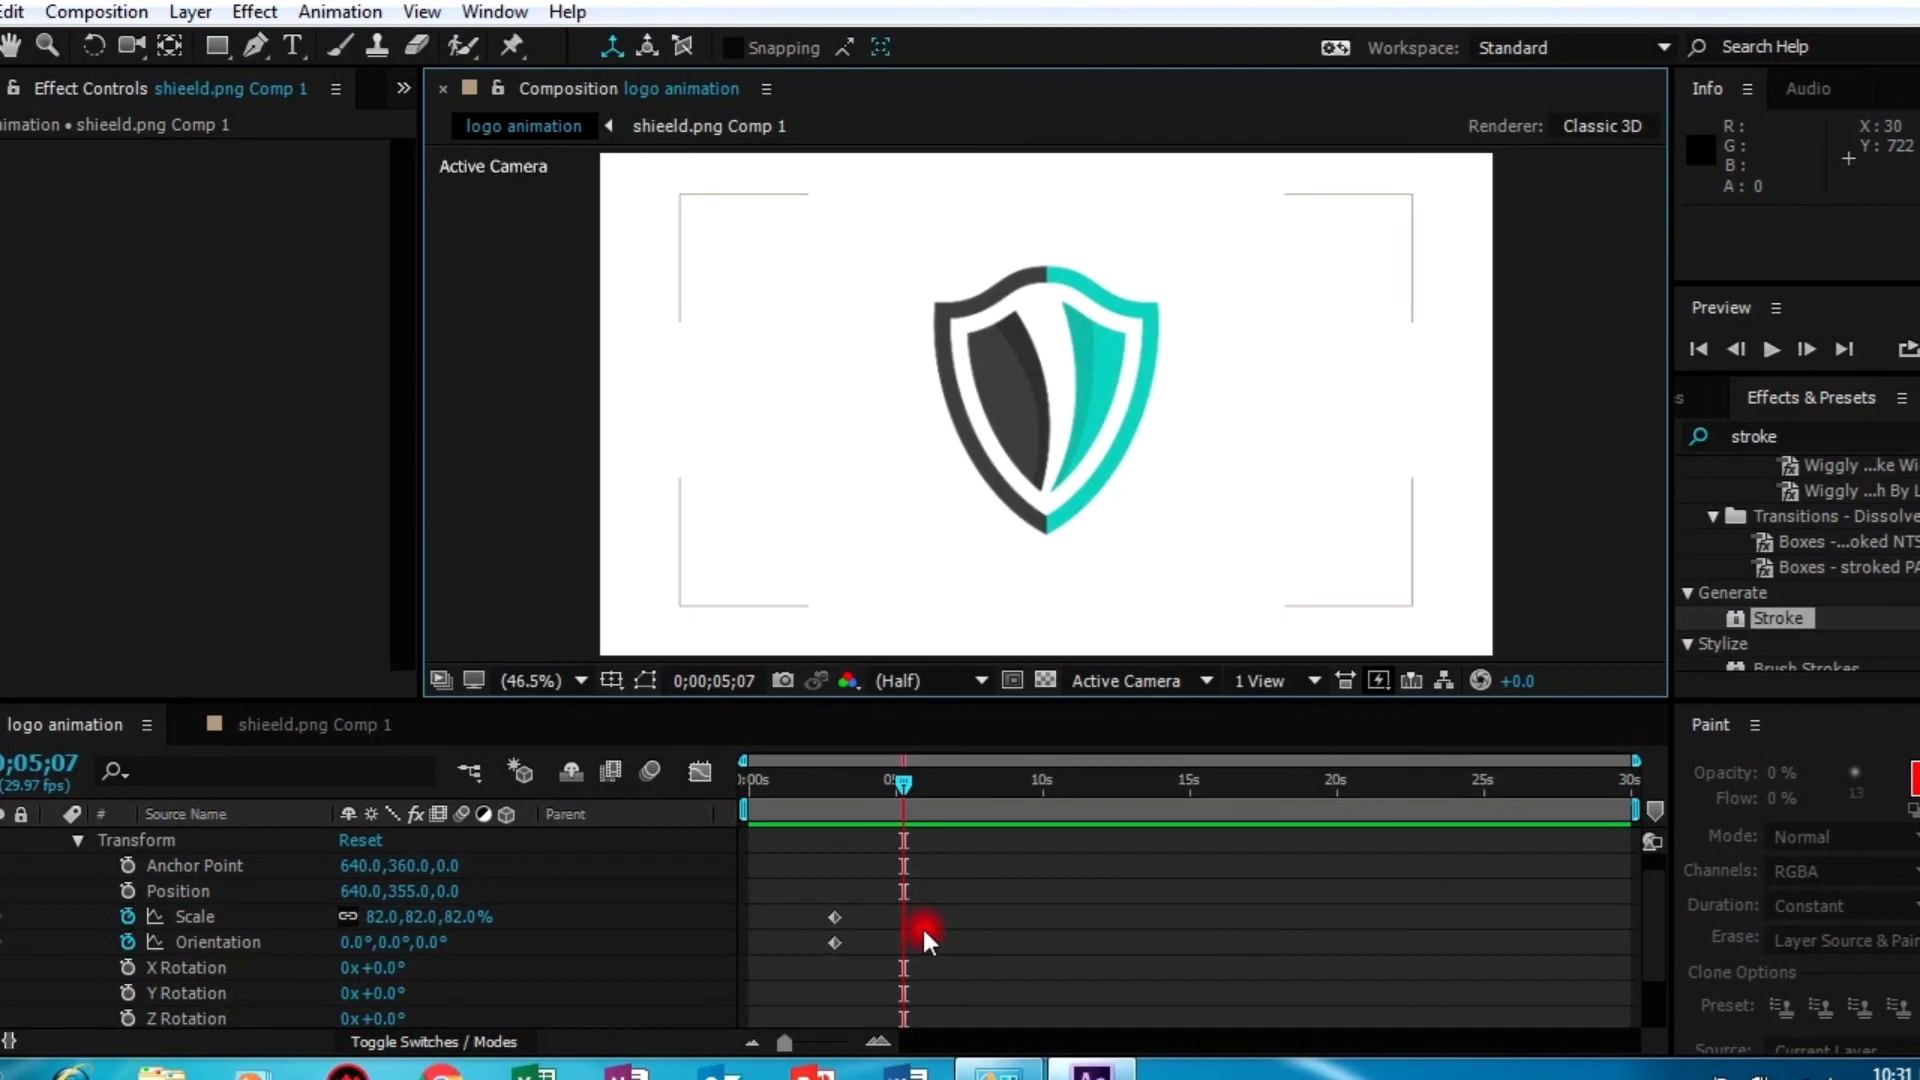 Edit Composition Layer Effect Animation Composition View Window Help
Snapping
Workspace: Standard
Search Help
Effect Controls shieeld.png Comp 1
Composition logo animation
Info Audio
• shieeld.png Comp 1
logo animation shieeld.png Comp 1
Renderer: Classic 3D
Active Camera
R:
G:
B:
A: 0
X: 30
Y: 722
Preview
Effects & Presets
stroke
Wiggly ...ke Wi
Wiggly ...h By L
Transitions - Dissolve
Boxes -...oked NTS
Boxes - stroked PA
Generate
Stroke
Stylize
Brush Strokes
(46.5%) 0;00;05;07 (Half) Active Camera 1 View +0.0
logo animation shieeld.png Comp 1
;05;07
(29.97 fps)
# Source Name fx Parent
:00s 10s 15s 20s 25s 30s
Transform Reset
Anchor Point 640.0,360.0,0.0
Position 640.0,355.0,0.0
Scale 82.0,82.0,82.0%
Orientation 0.0°,0.0°,0.0°
X Rotation 0x+0.0°
Y Rotation 0x+0.0°
Z Rotation 0x+0.0°
Toggle Switches / Modes
Paint
Opacity: 0 %
Flow: 0 %
13
Mode: Normal
Channels: RGBA
Duration: Constant
Erase: Layer Source & Pain
Clone Options
Preset:
Source: Current Layer
10:31